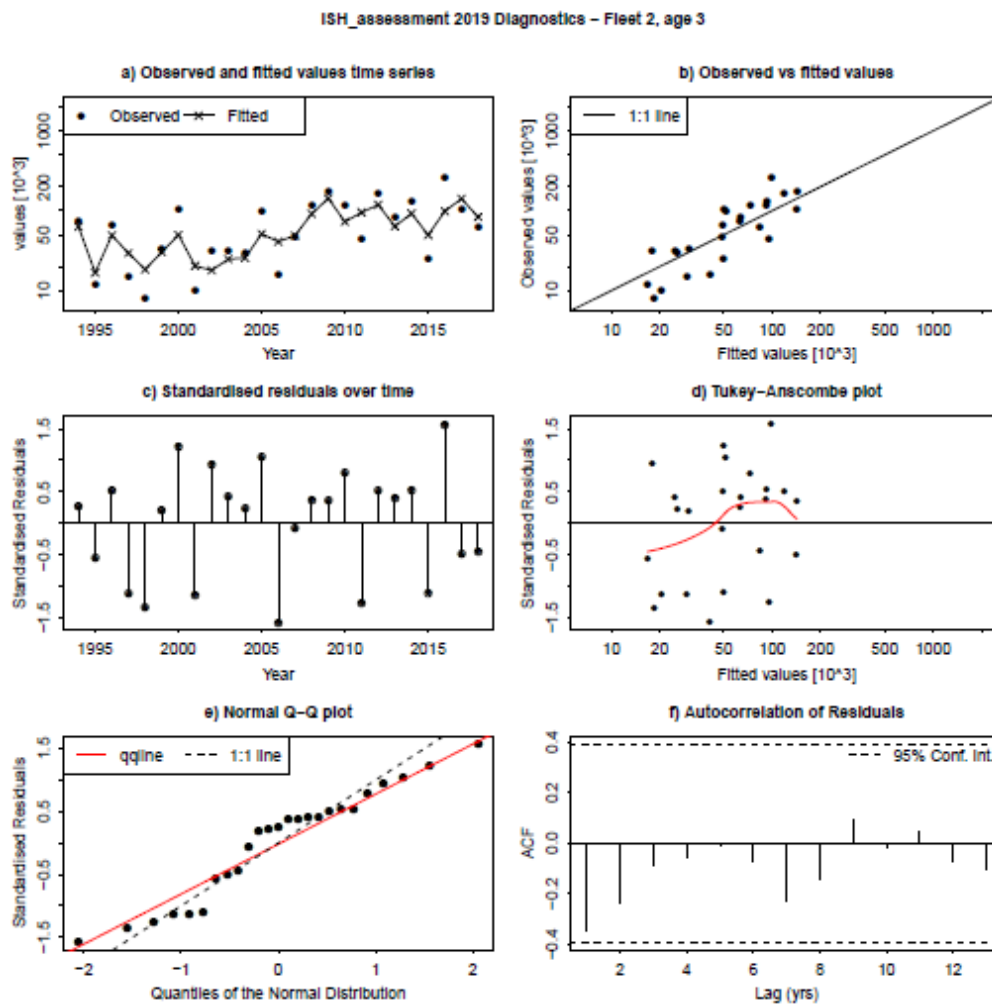 ISH_assessment 2019 Diagnostics – Fleet 2, age 3
a) Observed and fitted values time series
Observed Fitted
values [10^3]
10 50 200 1000
1995 2000 2005 2010 2015
Year
b) Observed vs fitted values
1:1 line
Observed values [10^3]
10 50 200 1000
10 20 50 100 200 500 1000
Fitted values [10^3]
c) Standardised residuals over time
Standardised Residuals
−1.5 −0.5 0.5 1.5
1995 2000 2005 2010 2015
Year
d) Tukey−Anscombe plot
Standardised Residuals
−1.5 −0.5 0.5 1.5
10 20 50 100 200 500 1000
Fitted values [10^3]
e) Normal Q−Q plot
qqline 1:1 line
Standardised Residuals
−1.5 −0.5 0.5 1.5
−2 −1 0 1 2
Quantiles of the Normal Distribution
f) Autocorrelation of Residuals
95% Conf. Int.
ACF
−0.4 −0.2 0.0 0.2 0.4
2 4 6 8 10 12
Lag (yrs)